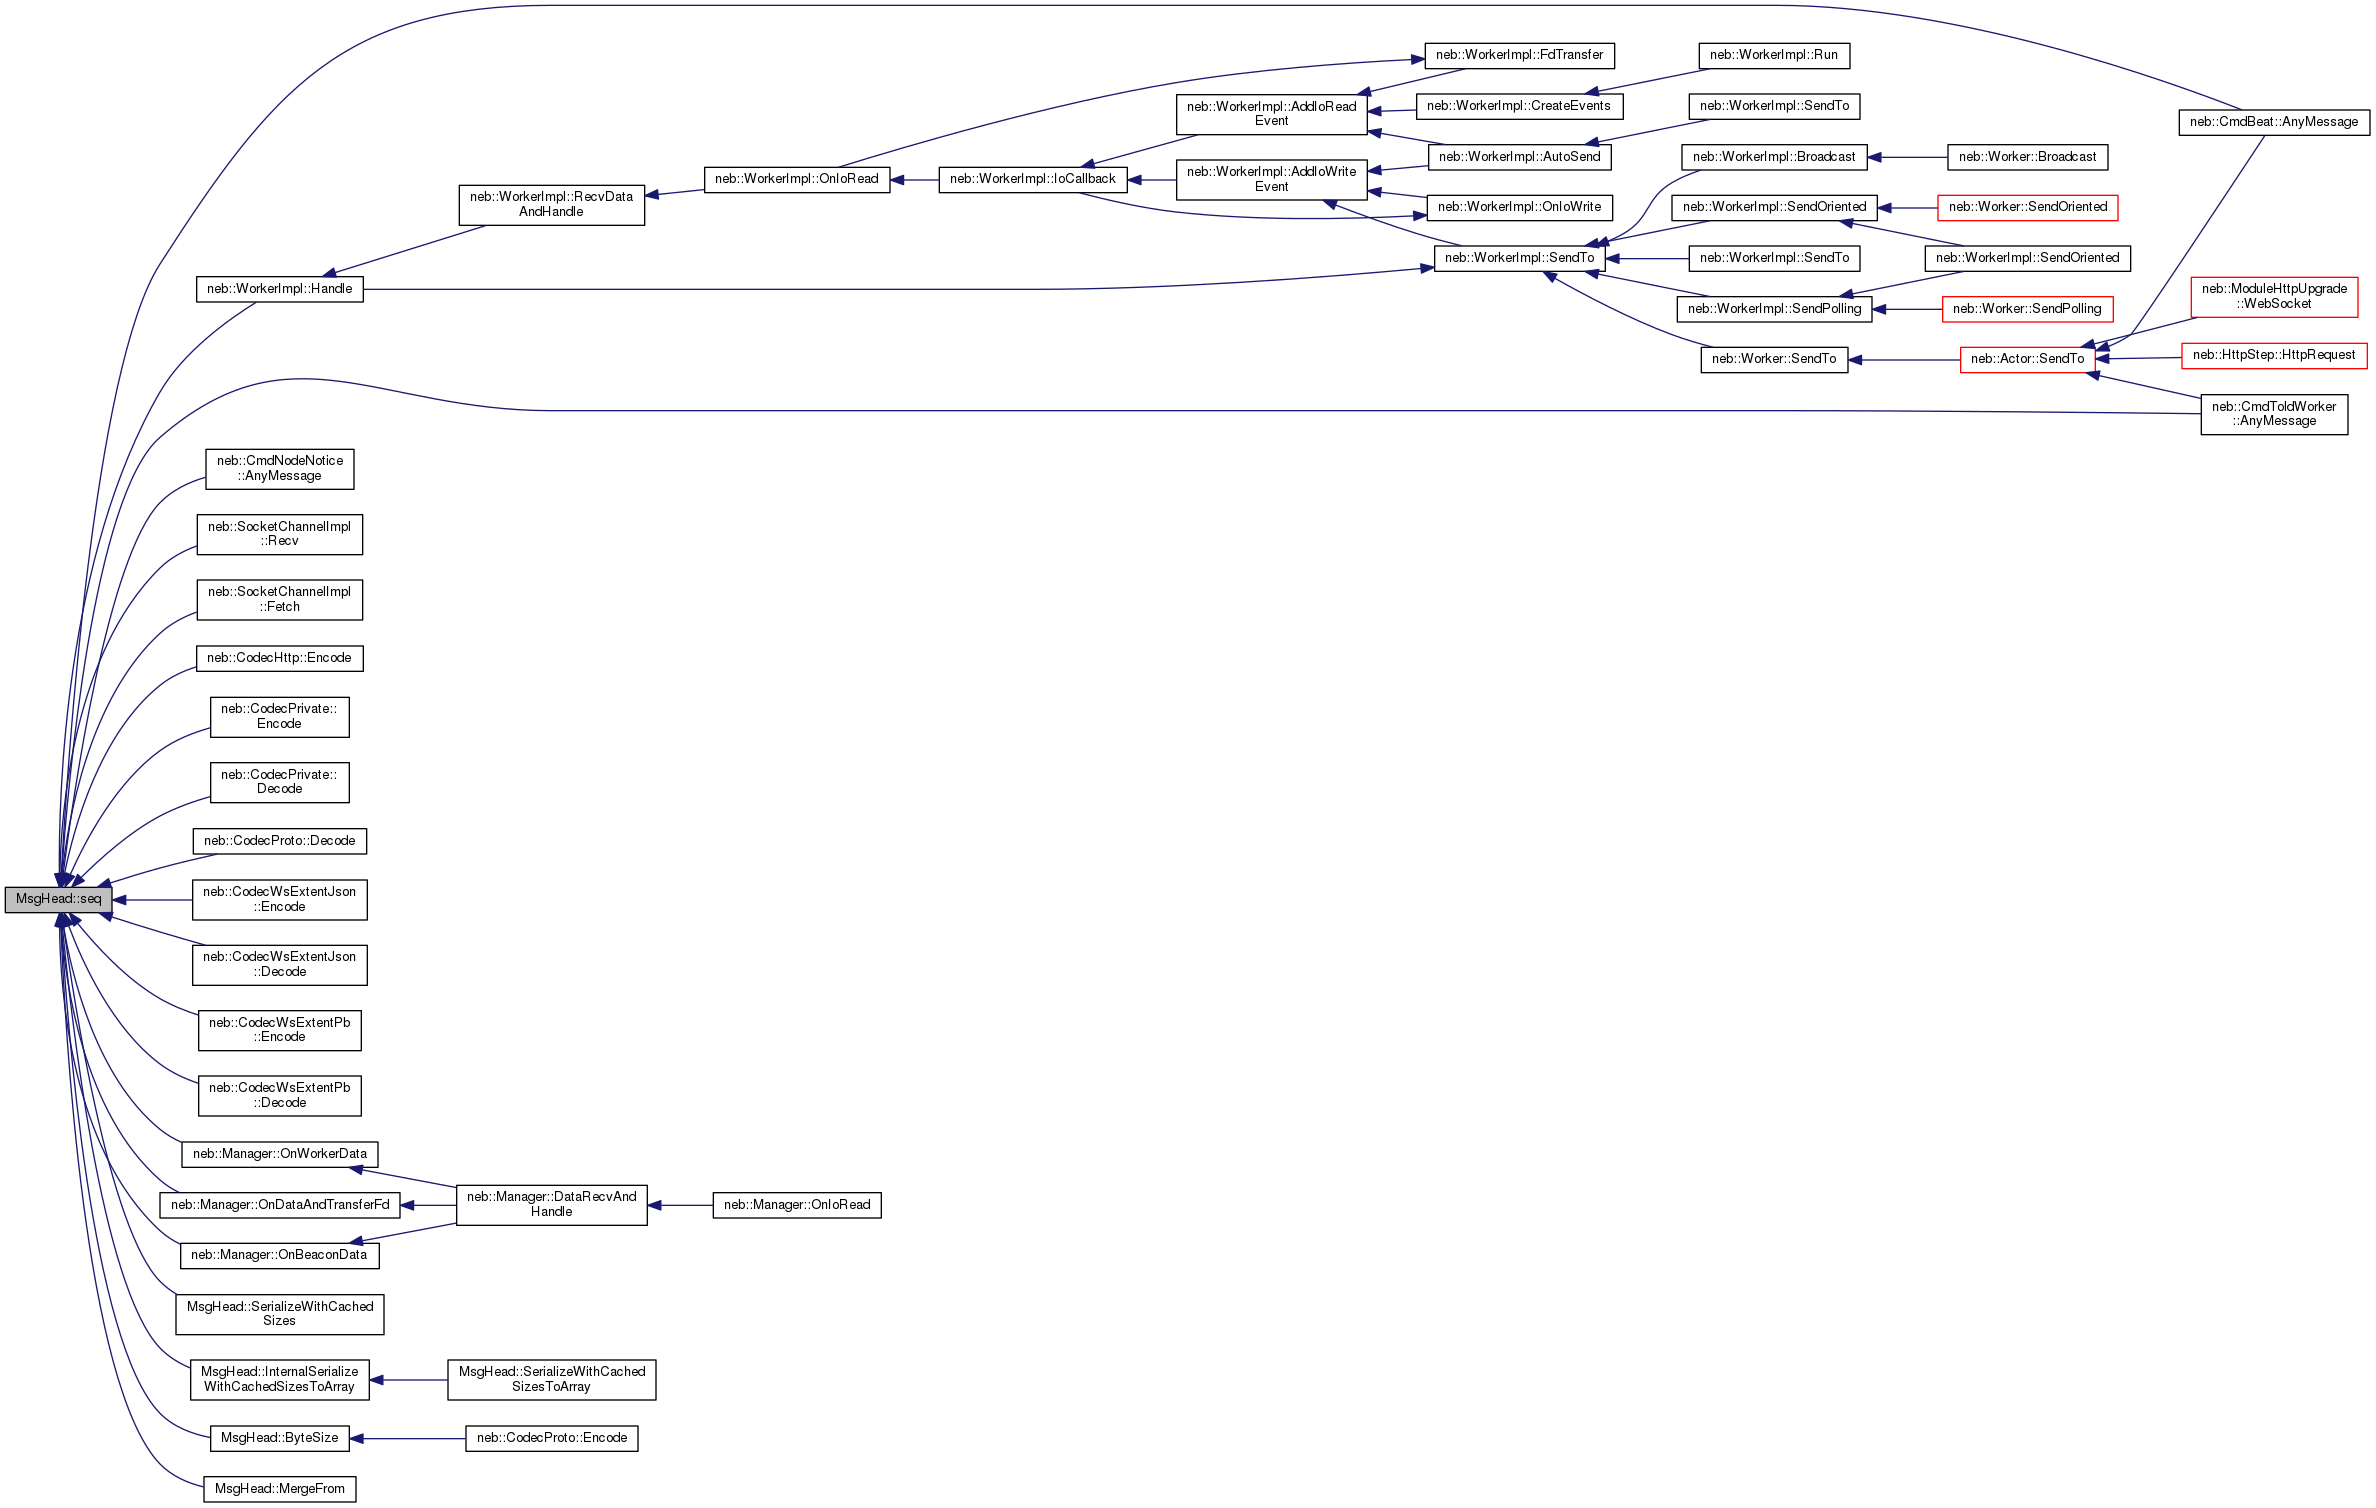 neb::WorkerImpl::FdTransfer
neb::WorkerImpl::Run
neb::WorkerImpl::AddIoRead
Event
neb::WorkerImpl::CreateEvents
neb::WorkerImpl::SendTo
neb::CmdBeat::AnyMessage
neb::WorkerImpl::OnIoRead
neb::WorkerImpl::IoCallback
neb::WorkerImpl::AddIoWrite
Event
neb::WorkerImpl::AutoSend
neb::WorkerImpl::Broadcast
neb::Worker::Broadcast
neb::WorkerImpl::RecvData
AndHandle
neb::WorkerImpl::OnIoWrite
neb::WorkerImpl::SendOriented
neb::Worker::SendOriented
neb::WorkerImpl::SendTo
neb::WorkerImpl::SendTo
neb::WorkerImpl::SendOriented
neb::WorkerImpl::Handle
neb::WorkerImpl::SendPolling
neb::Worker::SendPolling
neb::ModuleHttpUpgrade
::WebSocket
neb::Worker::SendTo
neb::Actor::SendTo
neb::HttpStep::HttpRequest
neb::CmdToldWorker
::AnyMessage
neb::CmdNodeNotice
::AnyMessage
neb::SocketChannelImpl
::Recv
neb::SocketChannelImpl
::Fetch
neb::CodecHttp::Encode
neb::CodecPrivate::
Encode
neb::CodecPrivate::
Decode
neb::CodecProto::Decode
MsgHead::seq
neb::CodecWsExtentJson
::Encode
neb::CodecWsExtentJson
::Decode
neb::CodecWsExtentPb
::Encode
neb::CodecWsExtentPb
::Decode
neb::Manager::OnWorkerData
neb::Manager::OnDataAndTransferFd
neb::Manager::DataRecvAnd
Handle
neb::Manager::OnIoRead
neb::Manager::OnBeaconData
MsgHead::SerializeWithCached
Sizes
MsgHead::InternalSerialize
WithCachedSizesToArray
MsgHead::SerializeWithCached
SizesToArray
MsgHead::ByteSize
neb::CodecProto::Encode
MsgHead::MergeFrom